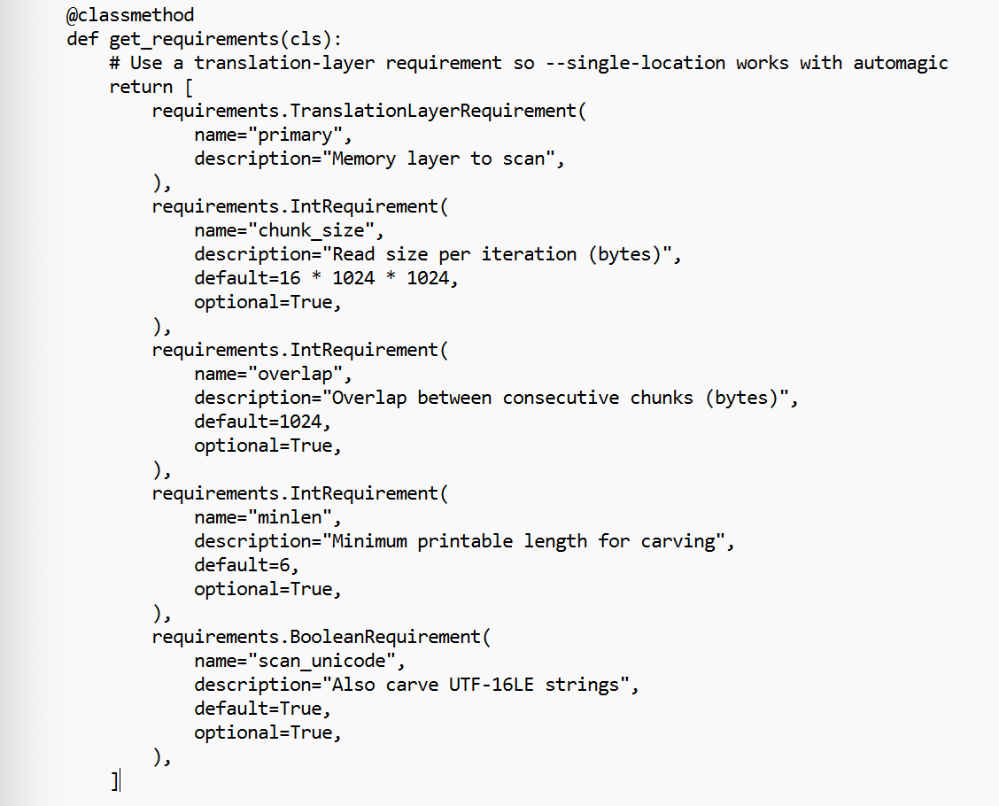 @classmethod
def get_requirements(cls):
    # Use a translation-layer requirement so --single-location works with automagic
    return [
        requirements.TranslationLayerRequirement(
            name="primary",
            description="Memory layer to scan",
        ),
        requirements.IntRequirement(
            name="chunk_size",
            description="Read size per iteration (bytes)",
            default=16 * 1024 * 1024,
            optional=True,
        ),
        requirements.IntRequirement(
            name="overlap",
            description="Overlap between consecutive chunks (bytes)",
            default=1024,
            optional=True,
        ),
        requirements.IntRequirement(
            name="minlen",
            description="Minimum printable length for carving",
            default=6,
            optional=True,
        ),
        requirements.BooleanRequirement(
            name="scan_unicode",
            description="Also carve UTF-16LE strings",
            default=True,
            optional=True,
        ),
    ]